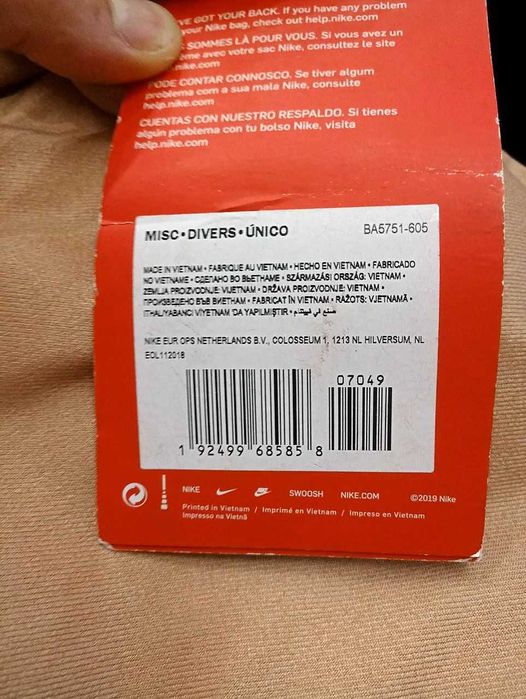 VE GOT YOUR BACK. If you have any problem
your Nike bag, check out help.nike.com
SOMMES LÀ POUR VOUS. Si vous avez un
ème avec votre sac Nike, consultez le site
nike.com
PODE CONTAR CONNOSCO. Se tiver algum
problema com a sua mala Nike, consulte
help.nike.com
CUENTAS CON NUESTRO RESPALDO. Si tienes
algún problema con tu bolso Nike, visita
help.nike.com
MISC • DIVERS • ÚNICO BA5751-605
MADE IN VIETNAM • FABRIQUE AU VIETNAM • HECHO EN VIETNAM • FABRICADO
NO VIETNAME • СДЕЛАНО ВО ВЬЕТНАМЕ • SZÁRMAZÁSI ORSZÁG: VIETNAM •
ZEMLJA PROIZVODNJE: VIJETNAM • DRŽAVA PROIZVODNJE: VIETNAM •
ПРОИЗВЕДЕНО ВЪВ ВИЕТНАМ • FABRICAT ÎN VIETNAM • RAŽOTS: VJETNAMĀ •
ITHAL/YABANCI VİYETNAM 'DA YAPILMIŞTIR • صنع في فييتنام •
NIKE EUR OPS NETHERLANDS B.V., COLOSSEUM 1, 1213 NL HILVERSUM, NL
EOL112018
07049
1 92499 68585 8
NIKE SWOOSH NIKE.COM ©2019 Nike
Printed in Vietnam / Imprimé en Vietnam / Impreso en Vietnam
Impresso na Vietnã